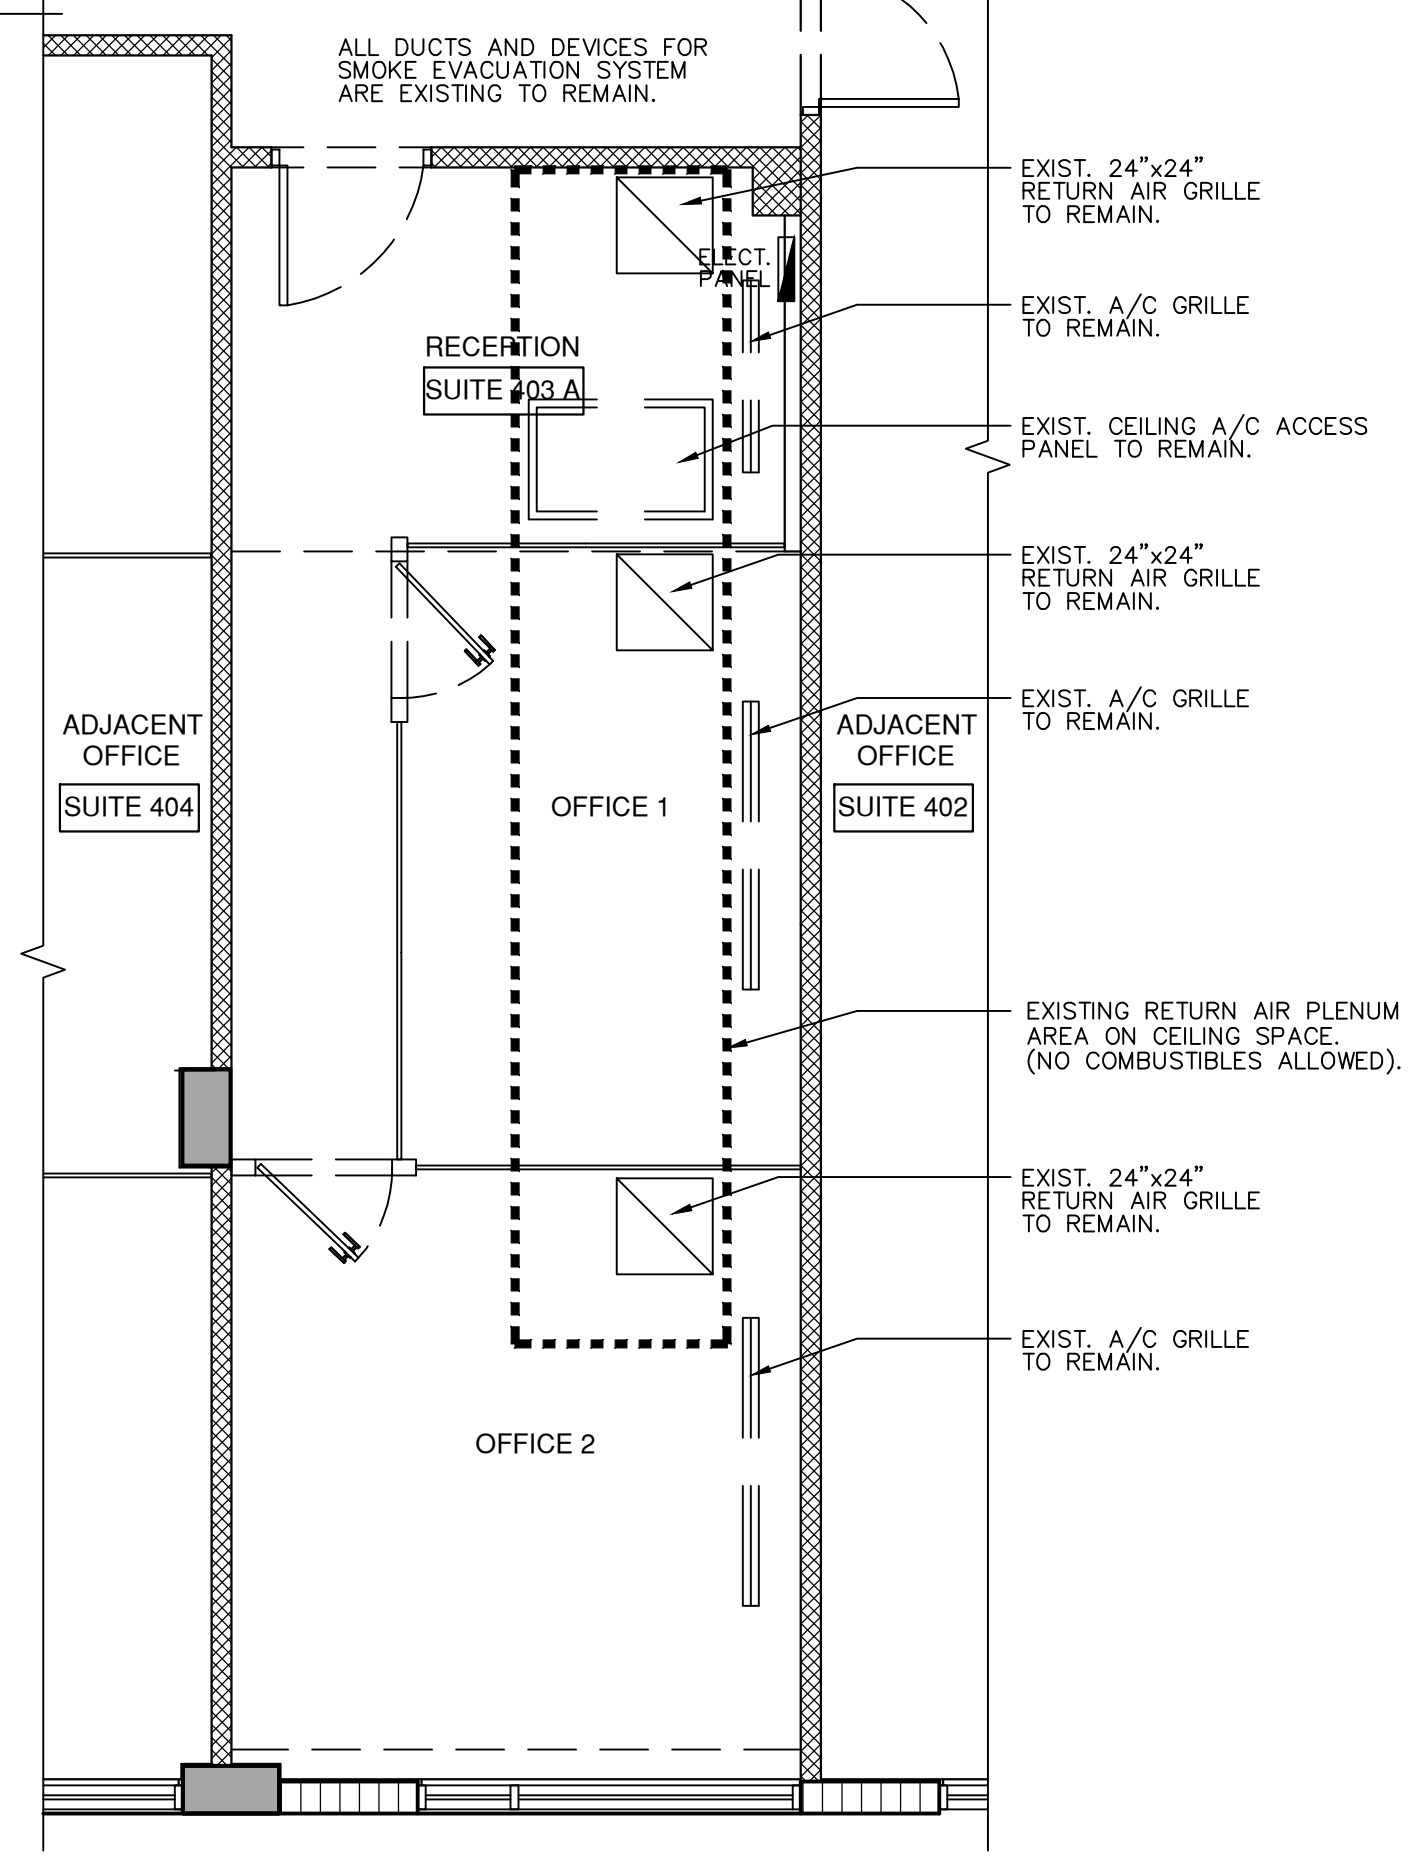 ALL DUCTS AND DEVICES FOR
SMOKE EVACUATION SYSTEM
ARE EXISTING TO REMAIN.
EXIST. 24”x24”
RETURN AIR GRILLE
TO REMAIN.
ELECT.
PANEL
EXIST. A/C GRILLE
TO REMAIN.
RECEPTION
SUITE 403 A
EXIST. CEILING A/C ACCESS
PANEL TO REMAIN.
EXIST. 24”x24”
RETURN AIR GRILLE
TO REMAIN.
EXIST. A/C GRILLE
TO REMAIN.
ADJACENT
OFFICE
SUITE 404
OFFICE 1
ADJACENT
OFFICE
SUITE 402
EXISTING RETURN AIR PLENUM
AREA ON CEILING SPACE.
(NO COMBUSTIBLES ALLOWED).
EXIST. 24”x24”
RETURN AIR GRILLE
TO REMAIN.
EXIST. A/C GRILLE
TO REMAIN.
OFFICE 2